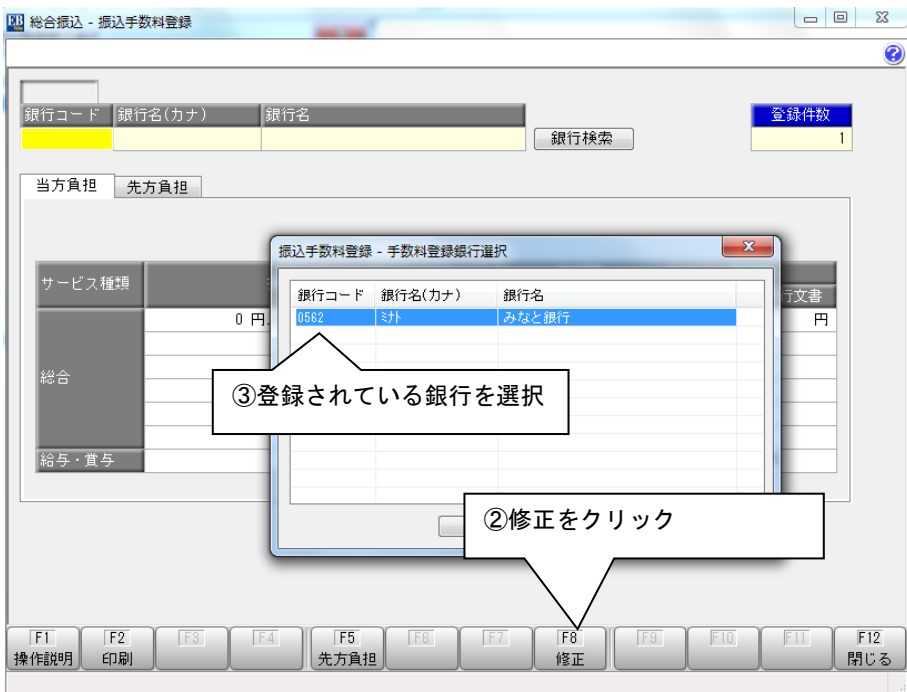 総合振込 - 振込手数料登録
銀行コード 銀行名(カナ) 銀行名
登録件数
銀行検索
1
当方負担 先方負担
振込手数料登録 - 手数料登録銀行選択
サービス種類
銀行コード 銀行名(カナ) 銀行名
行文書
0562 ﾐﾅﾄ みなと銀行
0 円
円
総合
③登録されている銀行を選択
給与・賞与
②修正をクリック
F1 F2 F3 F4 F5 F6 F7 F8 F9 F10 F11 F12
操作説明 印刷 先方負担 修正 閉じる